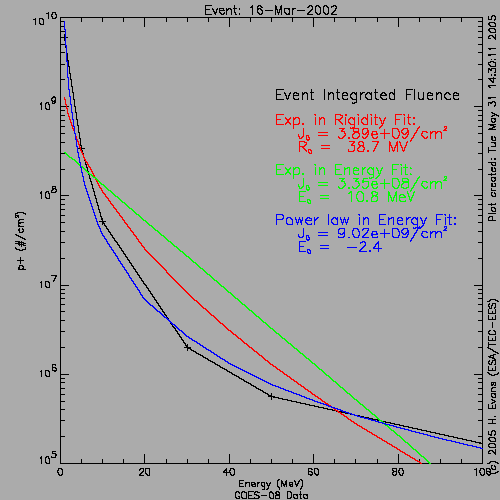 Event: 16-Mar-2002
Event Integrated Fluence
Exp. in Rigidity Fit:
J₀ = 3.89e+09/cm²
R₀ = 38.7 MV
Exp. in Energy Fit:
J₀ = 3.35e+08/cm²
E₀ = 10.8 MeV
Power law in Energy Fit:
J₀ = 9.02e+09/cm²
E₀ = -2.4
p+ (#/cm²)
10¹⁰
10⁹
10⁸
10⁷
10⁶
10⁵
0 20 40 60 80 100
Energy (MeV)
GOES-08 Data
Plot created: Tue May 31 14:30:11 2005
(c) 2005 H. Evans (ESA/TEC-EES)